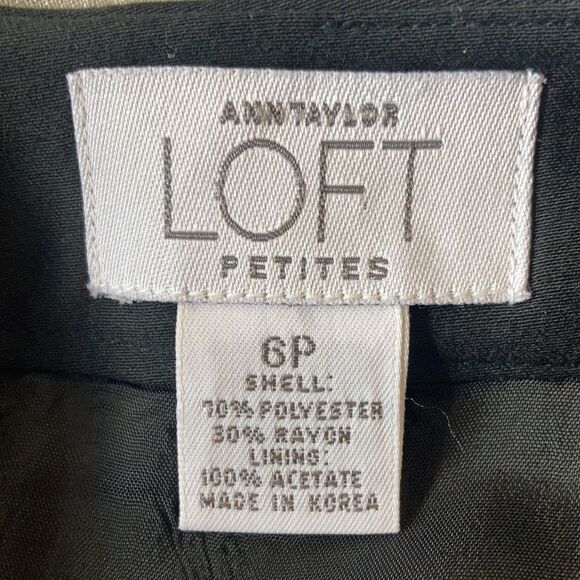 ANNTAYLOR
LOFT
PETITES
6P
SHELL:
70% POLYESTER
30% RAYON
LINING:
100% ACETATE
MADE IN KOREA